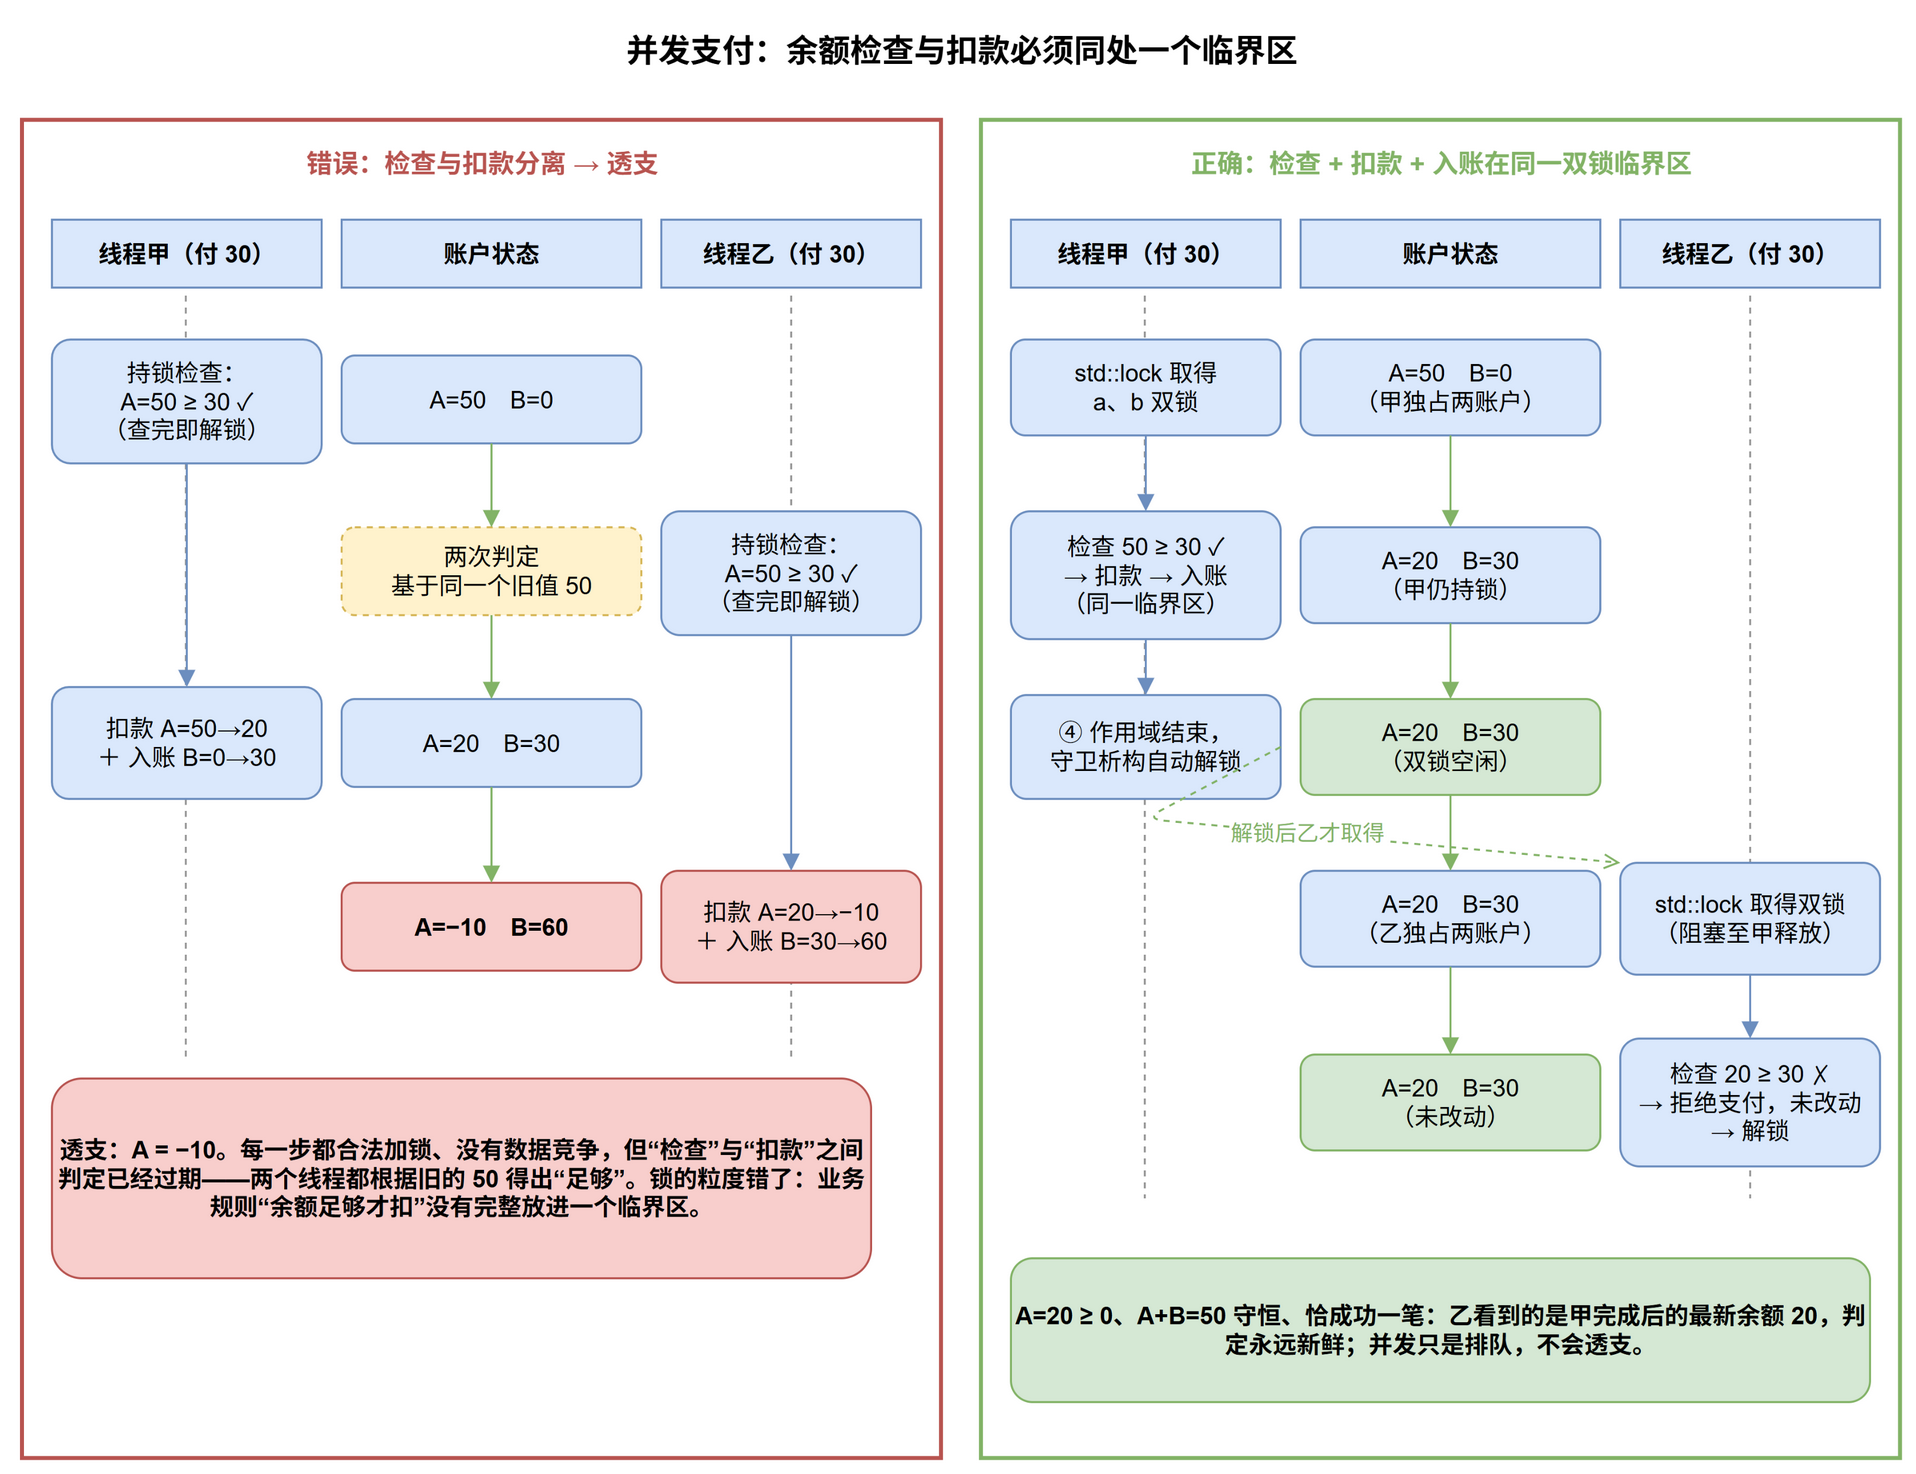 并发支付：余额检查与扣款必须同处一个临界区
错误：检查与扣款分离 → 透支
线程甲（付 30）
账户状态
线程乙（付 30）
持锁检查：
A=50 ≥ 30 ✓
（查完即解锁）
A=50 B=0
两次判定
基于同一个旧值 50
持锁检查：
A=50 ≥ 30 ✓
（查完即解锁）
扣款 A=50→20
＋ 入账 B=0→30
A=20 B=30
A=−10 B=60
扣款 A=20→−10
＋ 入账 B=30→60
透支：A = −10。每一步都合法加锁、没有数据竞争，但“检查”与“扣款”之间
判定已经过期——两个线程都根据旧的 50 得出“足够”。锁的粒度错了：业务
规则“余额足够才扣”没有完整放进一个临界区。
正确：检查 + 扣款 + 入账在同一双锁临界区
线程甲（付 30）
账户状态
线程乙（付 30）
std::lock 取得
a、b 双锁
A=50 B=0
（甲独占两账户）
检查 50 ≥ 30 ✓
→ 扣款 → 入账
（同一临界区）
A=20 B=30
（甲仍持锁）
④ 作用域结束，
守卫析构自动解锁
A=20 B=30
（双锁空闲）
解锁后乙才取得
A=20 B=30
（乙独占两账户）
std::lock 取得双锁
（阻塞至甲释放）
A=20 B=30
（未改动）
检查 20 ≥ 30 ✗
→ 拒绝支付，未改动
→ 解锁
A=20 ≥ 0、A+B=50 守恒、恰成功一笔：乙看到的是甲完成后的最新余额 20，判
定永远新鲜；并发只是排队，不会透支。